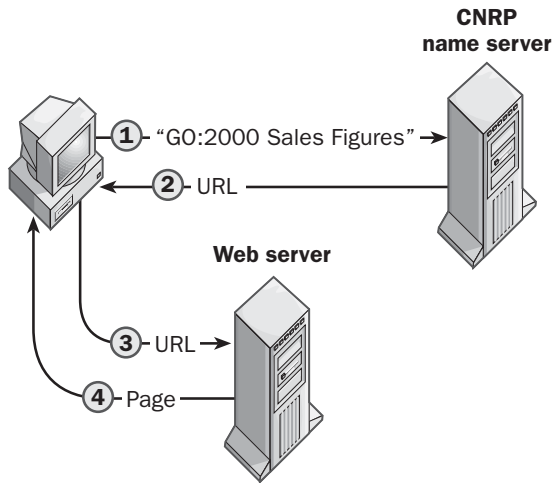 CNRP
name server
1 "GO:2000 Sales Figures"
2 URL
Web server
3 URL
4 Page